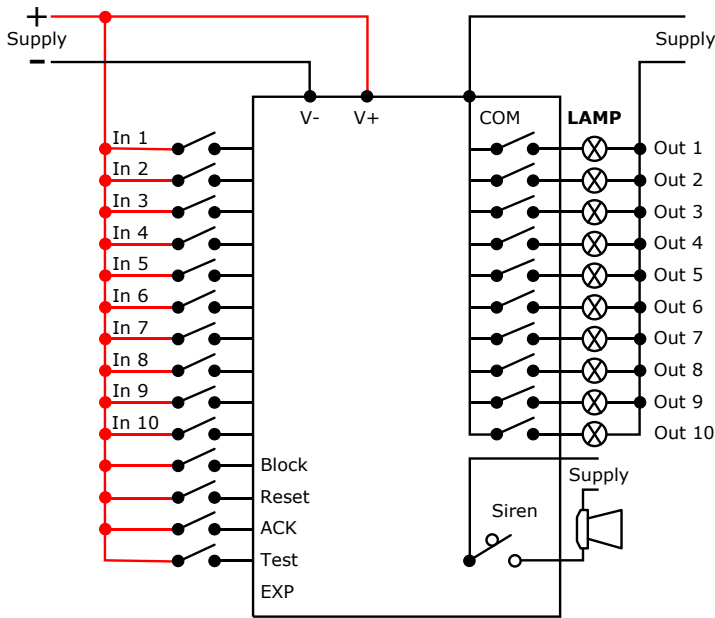 +
Supply
-
Supply
V- V+ COM LAMP
In 1 Out 1
In 2 Out 2
In 3 Out 3
In 4 Out 4
In 5 Out 5
In 6 Out 6
In 7 Out 7
In 8 Out 8
In 9 Out 9
In 10 Out 10
Block
Supply
Reset
Siren
ACK
Test
EXP